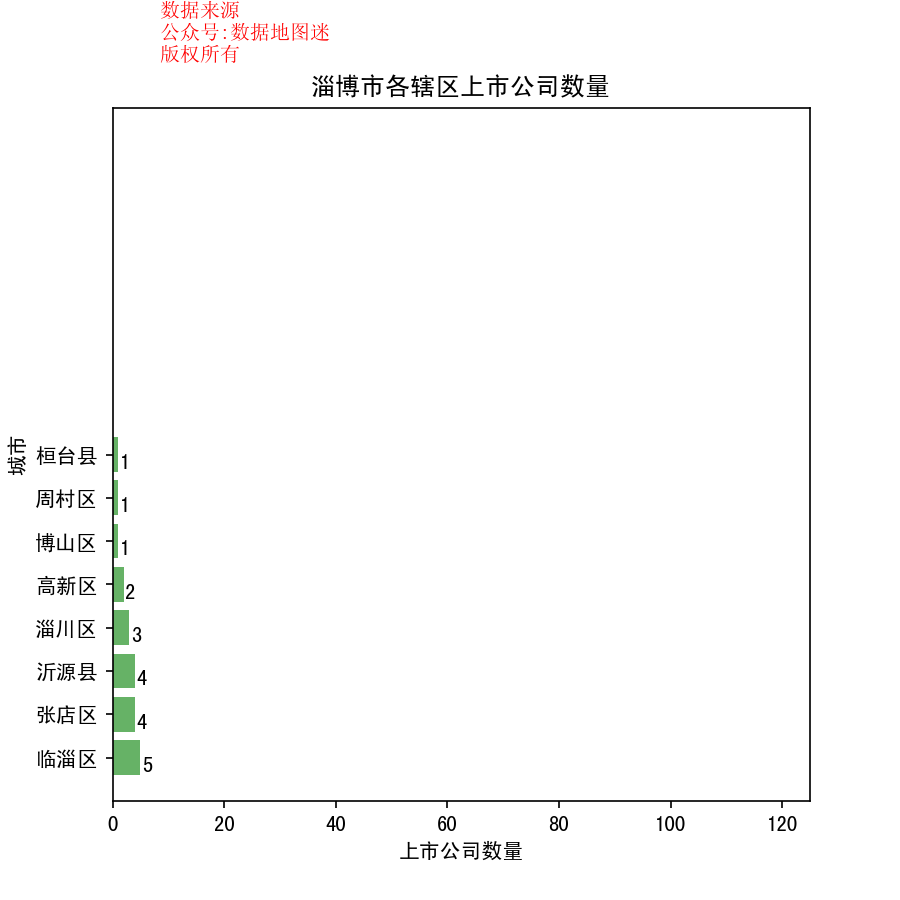 数据来源
公众号:数据地图迷
版权所有
淄博市各辖区上市公司数量
城市
桓台县 1
周村区 1
博山区 1
高新区 2
淄川区 3
沂源县 4
张店区 4
临淄区 5
0 20 40 60 80 100 120
上市公司数量